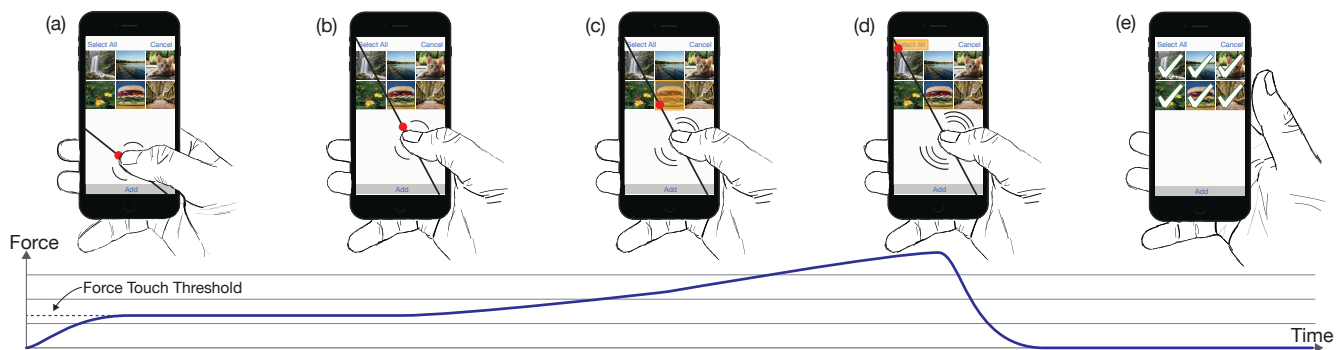 (a)
Select All Cancel
Add
(b)
Select All Cancel
Add
(c)
Select All Cancel
Add
(d)
Select All Cancel
Add
(e)
Select All Cancel
Add
Force
Force Touch Threshold
Time